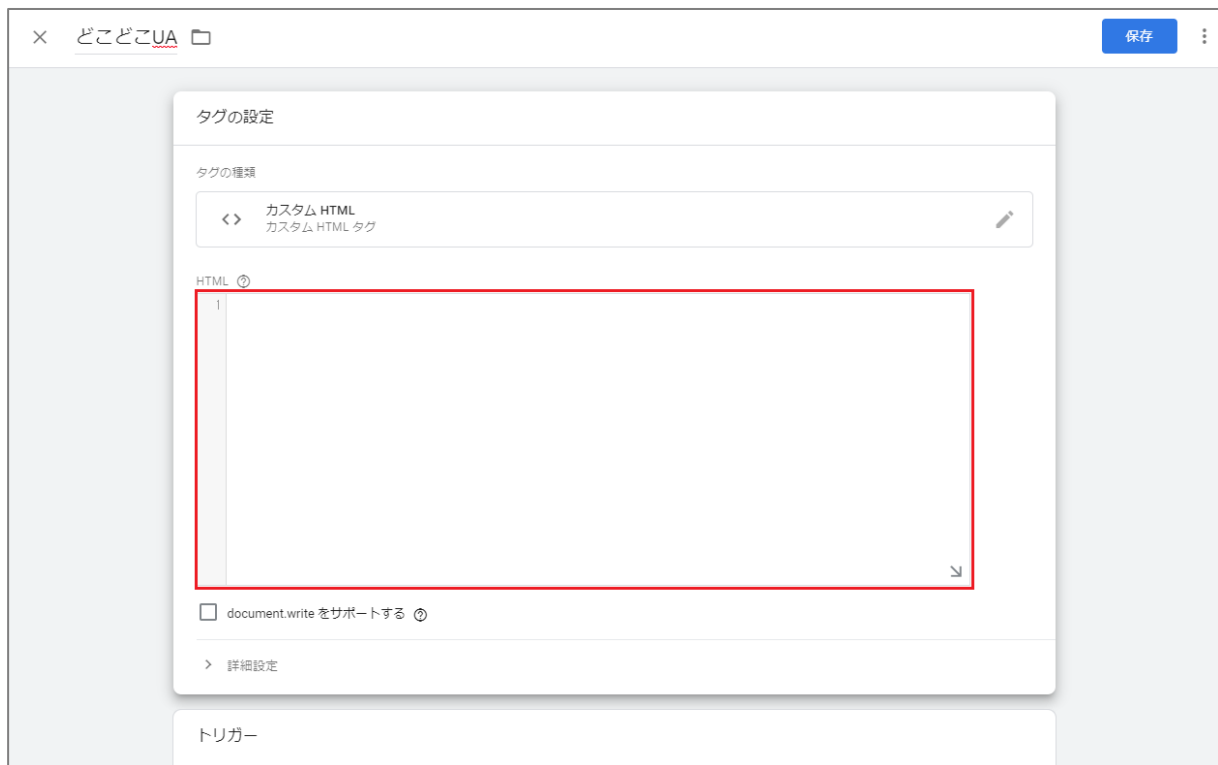 どこどこUA
保存
タグの設定
タグの種類
カスタム HTML
カスタム HTML タグ
HTML
1
document.write をサポートする
詳細設定
トリガー